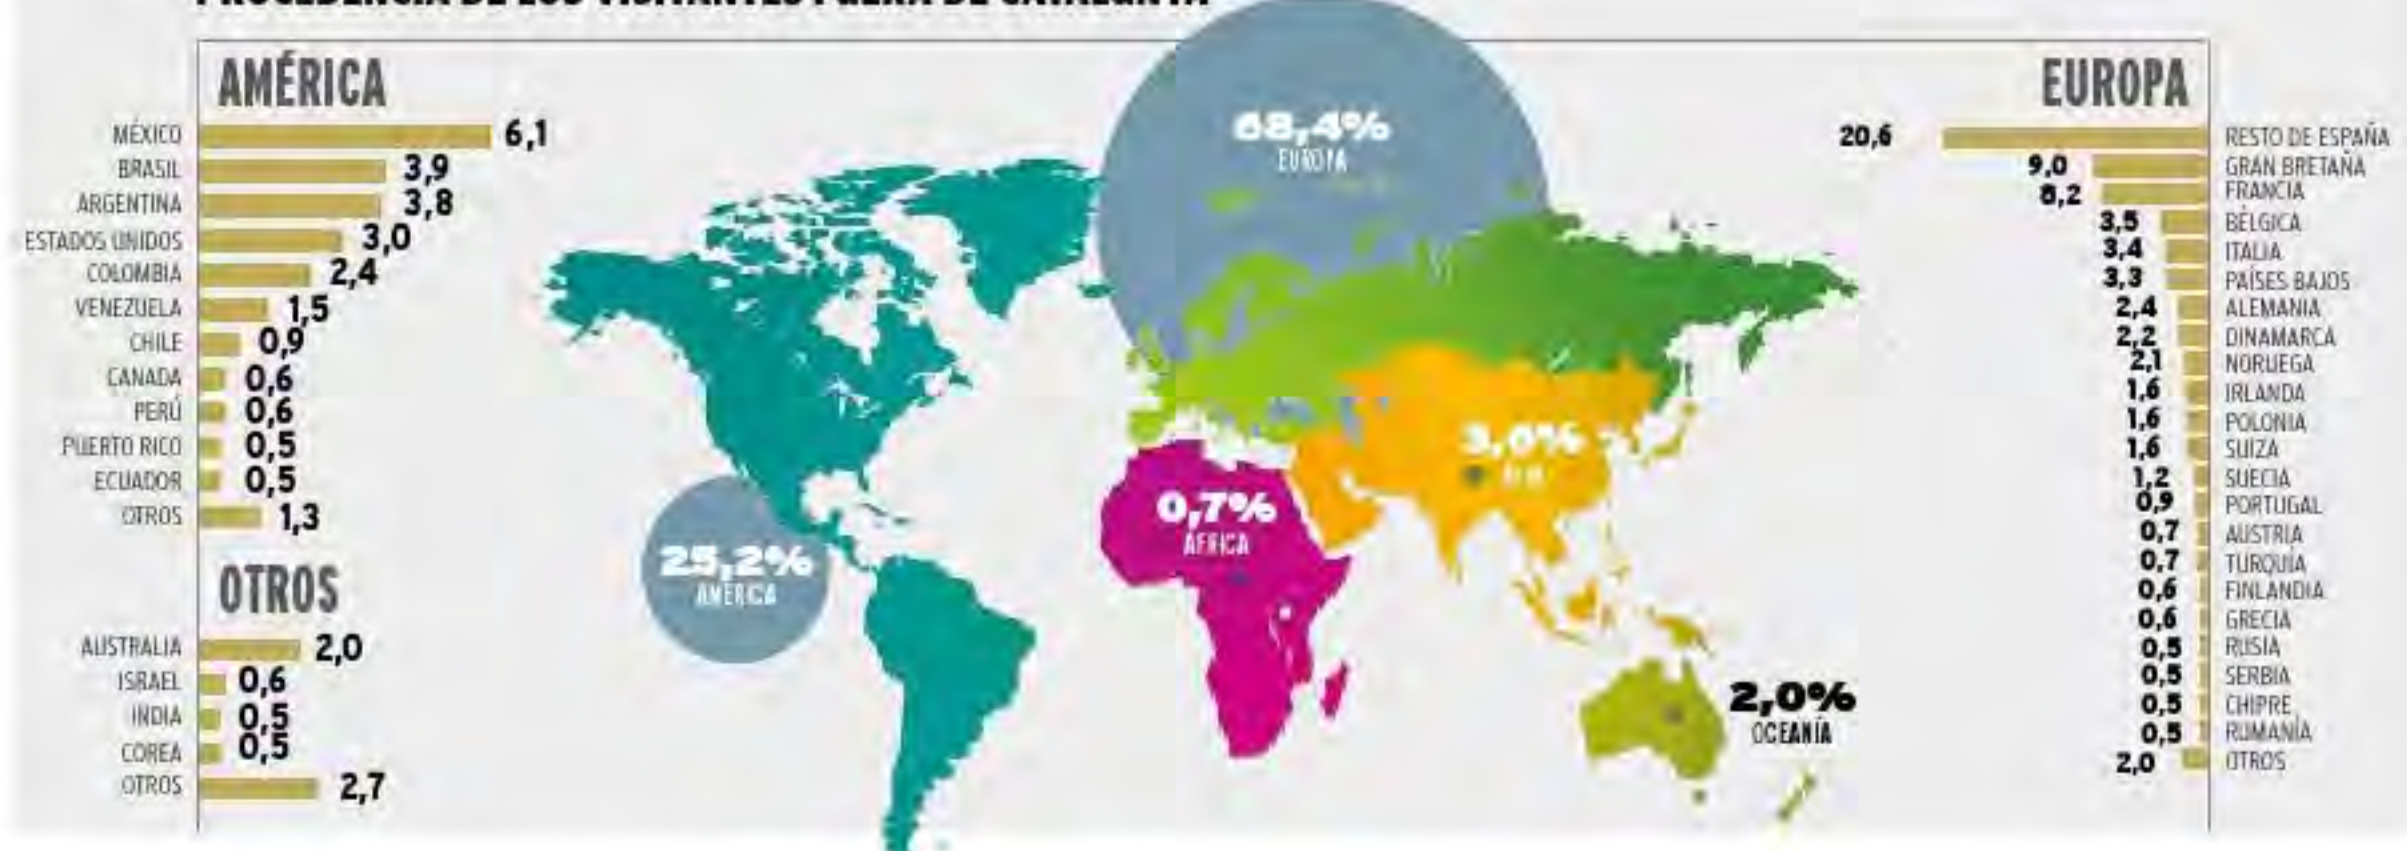 PROCEDENCIA DE LOS VISITANTES FUERA DE CATALUNYA
AMÉRICA
MÉXICO 6,1
BRASIL 3,9
ARGENTINA 3,8
ESTADOS UNIDOS 3,0
COLOMBIA 2,4
VENEZUELA 1,5
CHILE 0,9
CANADA 0,6
PERÚ 0,6
PUERTO RICO 0,5
ECUADOR 0,5
OTROS 1,3
OTROS
AUSTRALIA 2,0
ISRAEL 0,6
INDIA 0,5
COREA 0,5
OTROS 2,7
68,4%
EUROPA
25,2%
AMÉRICA
0,7%
ÁFRICA
2,0%
OCEANÍA
EUROPA
20,6 RESTO DE ESPAÑA
9,0 GRAN BRETAÑA
8,2 FRANCIA
3,5 BÉLGICA
3,4 ITALIA
3,3 PAÍSES BAJOS
2,4 ALEMANIA
2,2 DINAMARCA
2,1 NORUEGA
1,6 IRLANDA
1,6 POLONIA
1,6 SUIZA
1,2 SUECIA
0,9 PORTUGAL
0,7 AUSTRIA
0,7 TURQUÍA
0,6 FINLANDIA
0,6 GRECIA
0,5 RUSIA
0,5 SERBIA
0,5 CHIPRE
0,5 RUMANÍA
2,0 OTROS